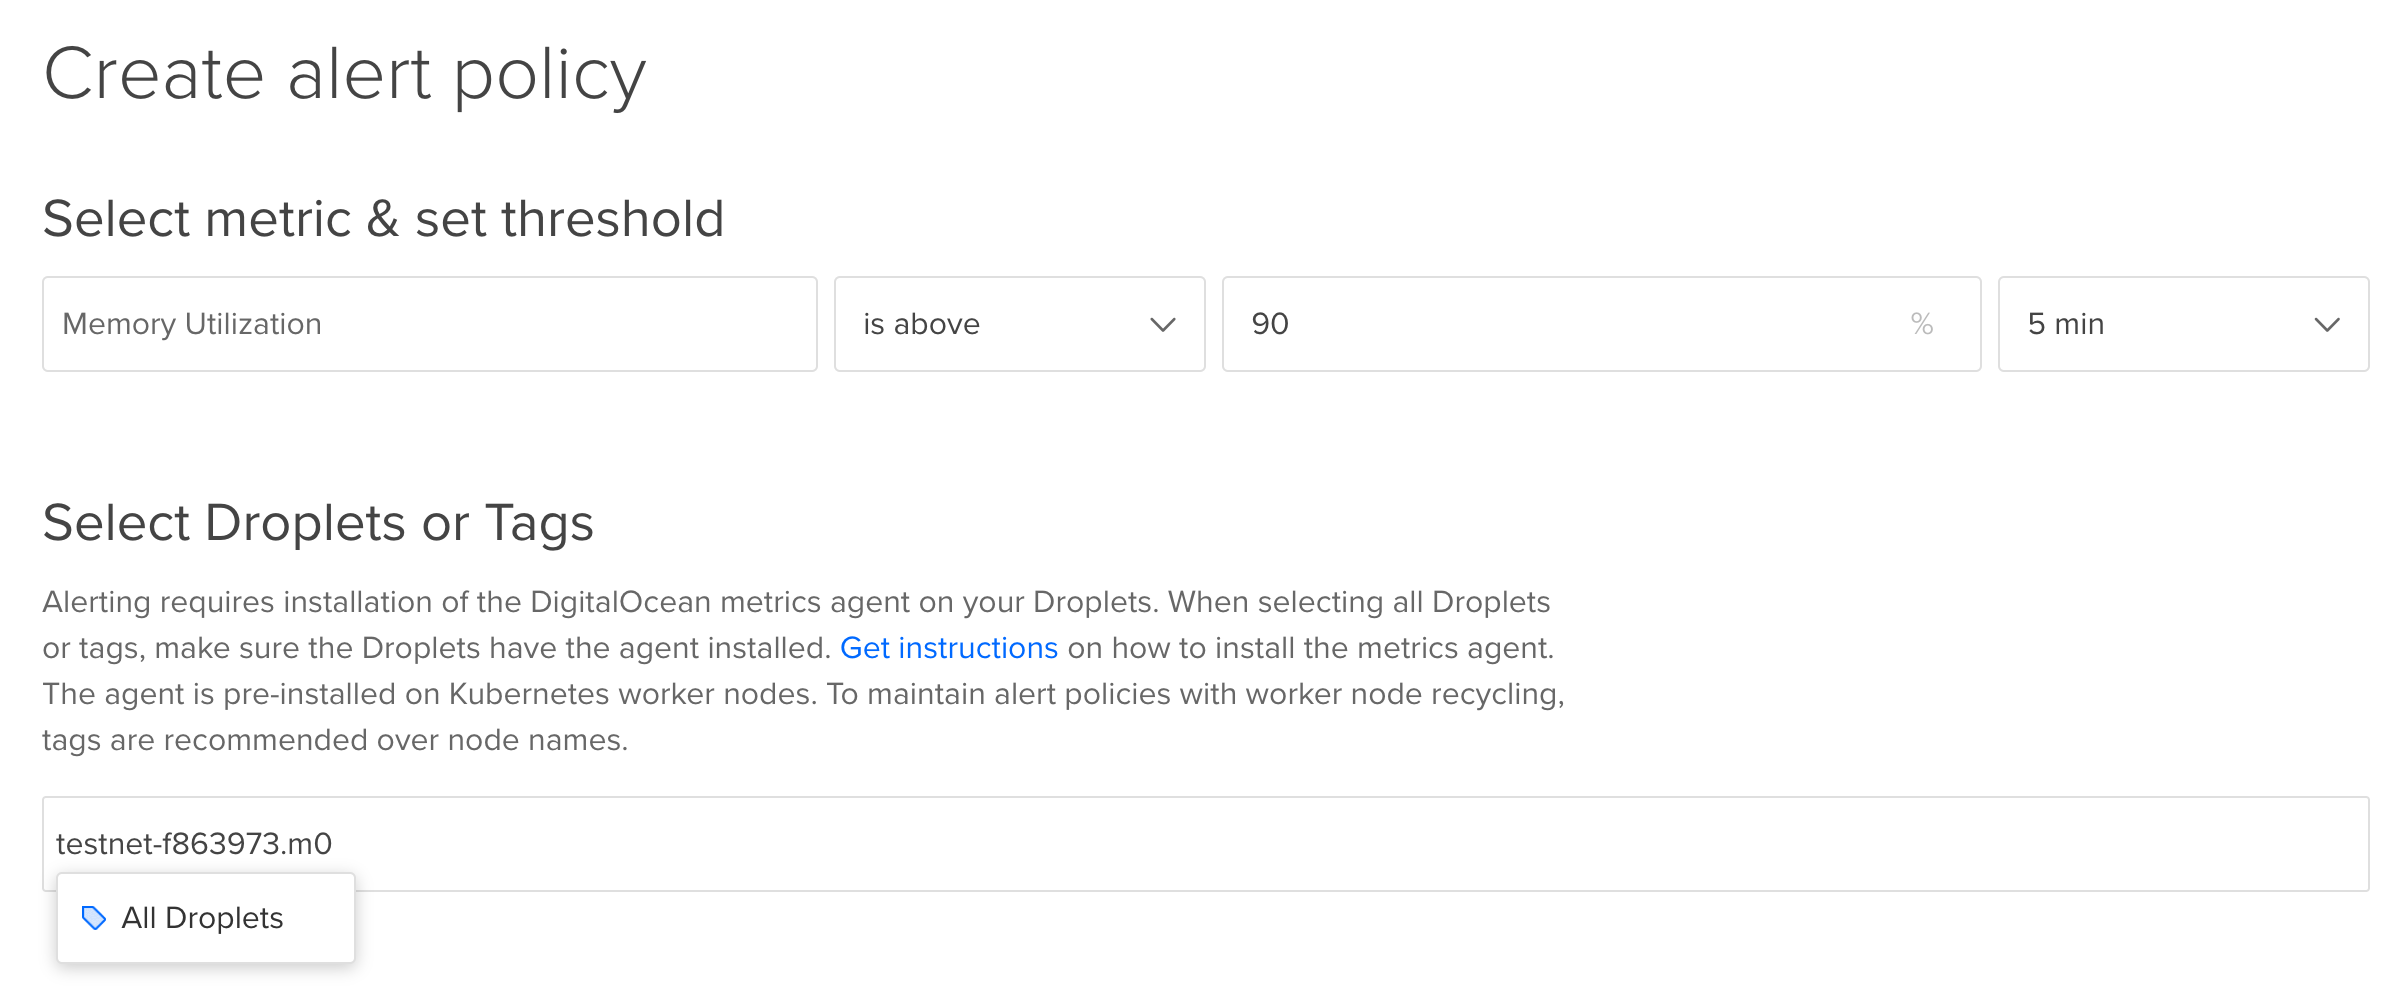 Create alert policy
Select metric & set threshold
Memory Utilization
is above
90
%
5 min
Select Droplets or Tags
Alerting requires installation of the DigitalOcean metrics agent on your Droplets. When selecting all Droplets
or tags, make sure the Droplets have the agent installed. Get instructions on how to install the metrics agent.
The agent is pre-installed on Kubernetes worker nodes. To maintain alert policies with worker node recycling,
tags are recommended over node names.
testnet-f863973.m0
All Droplets